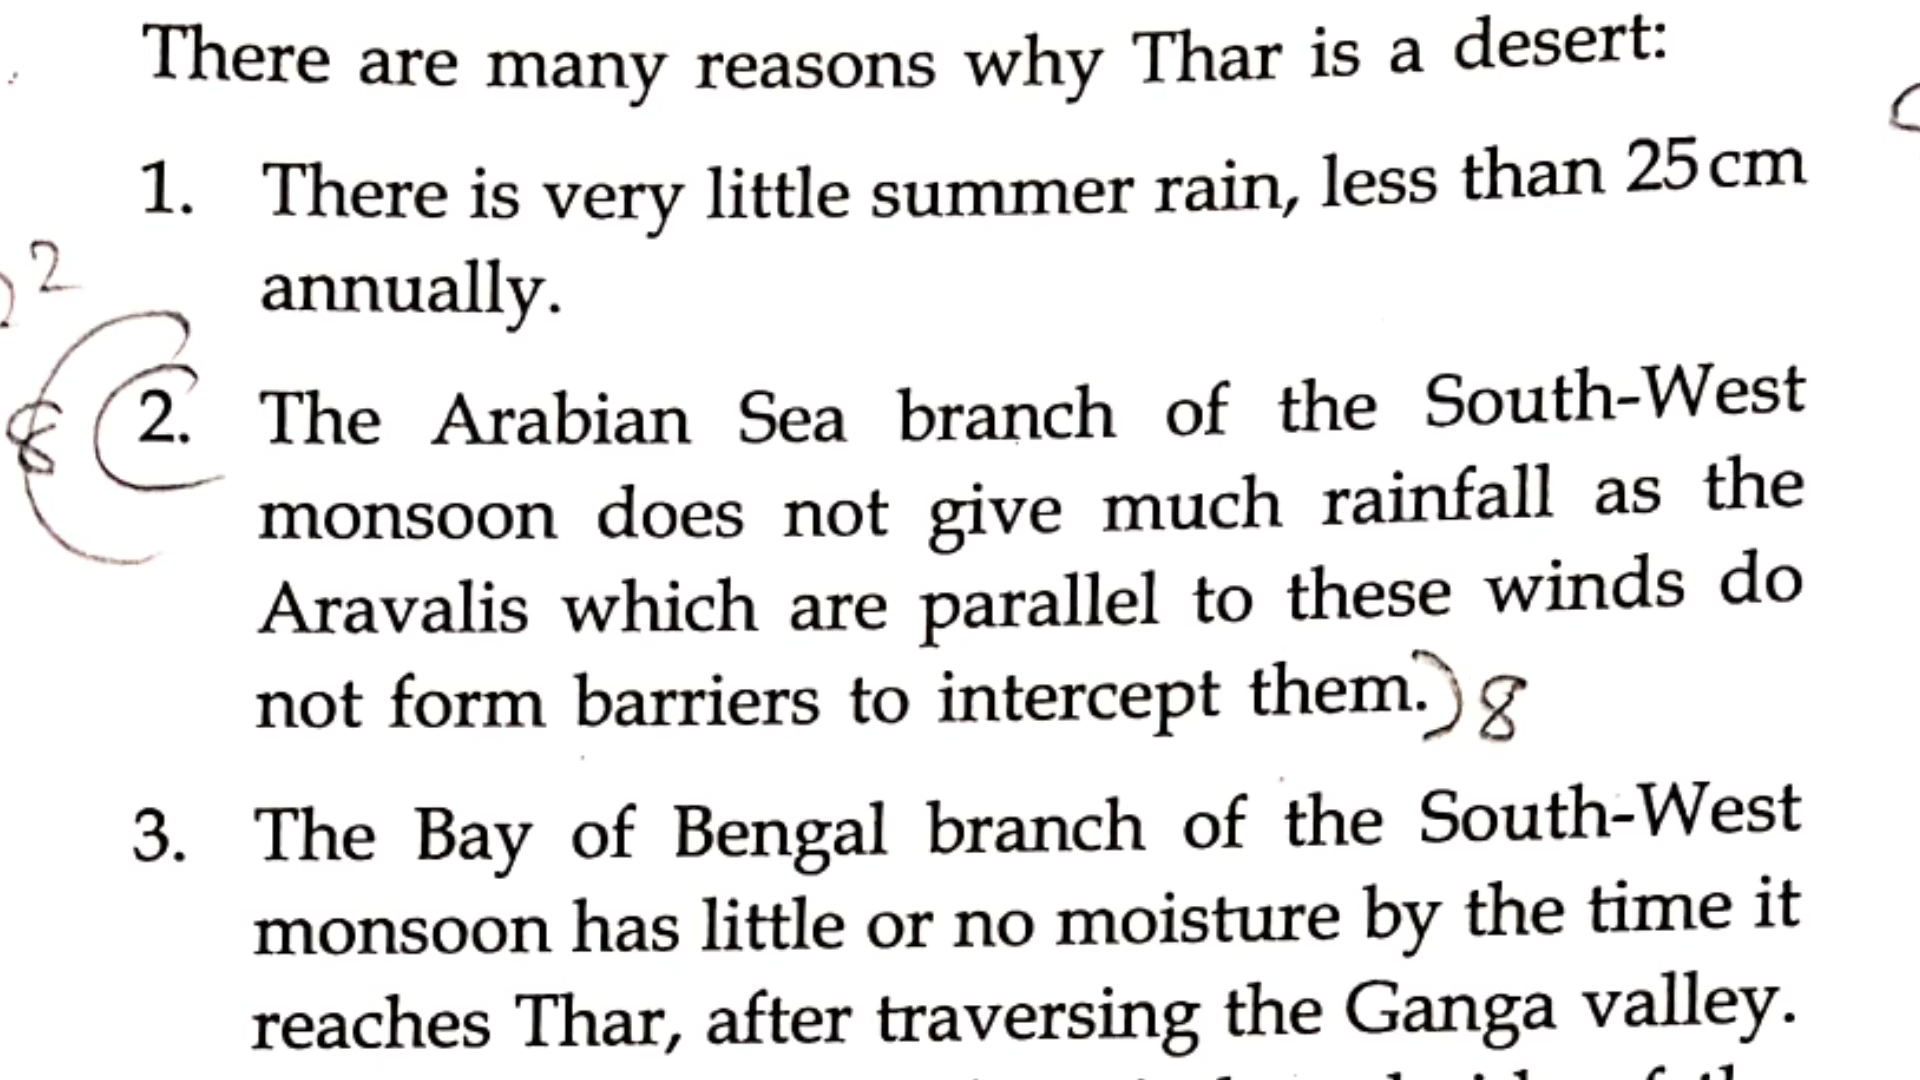 There are many reasons why Thar is a desert:
1. There is very little summer rain, less than 25 cm
annually.
2
8 2. The Arabian Sea branch of the South-West
monsoon does not give much rainfall as the
Aravalis which are parallel to these winds do
not form barriers to intercept them.) 8
3. The Bay of Bengal branch of the South-West
monsoon has little or no moisture by the time it
reaches Thar, after traversing the Ganga valley.